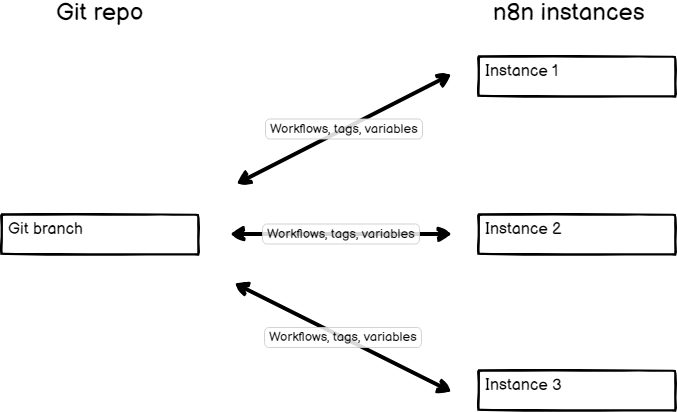 Git repo
n8n instances
Instance 1
Workflows, tags, variables
Git branch
Workflows, tags, variables
Instance 2
Workflows, tags, variables
Instance 3